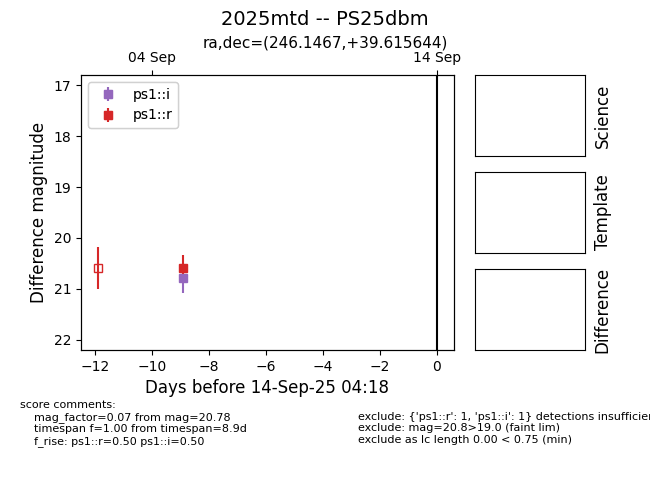 2025mtd -- PS25dbm
ra,dec=(246.1467,+39.615644)
04 Sep 14 Sep
ps1::i
ps1::r
17
18
19
20
21
22
Difference magnitude
−12 −10 −8 −6 −4 −2 0
Days before 14-Sep-25 04:18
Science
Template
Difference
score comments:
mag_factor=0.07 from mag=20.78
timespan f=1.00 from timespan=8.9d
f_rise: ps1::r=0.50 ps1::i=0.50
exclude: {'ps1::r': 1, 'ps1::i': 1} detections insufficie
exclude: mag=20.8>19.0 (faint lim)
exclude as lc length 0.00 < 0.75 (min)